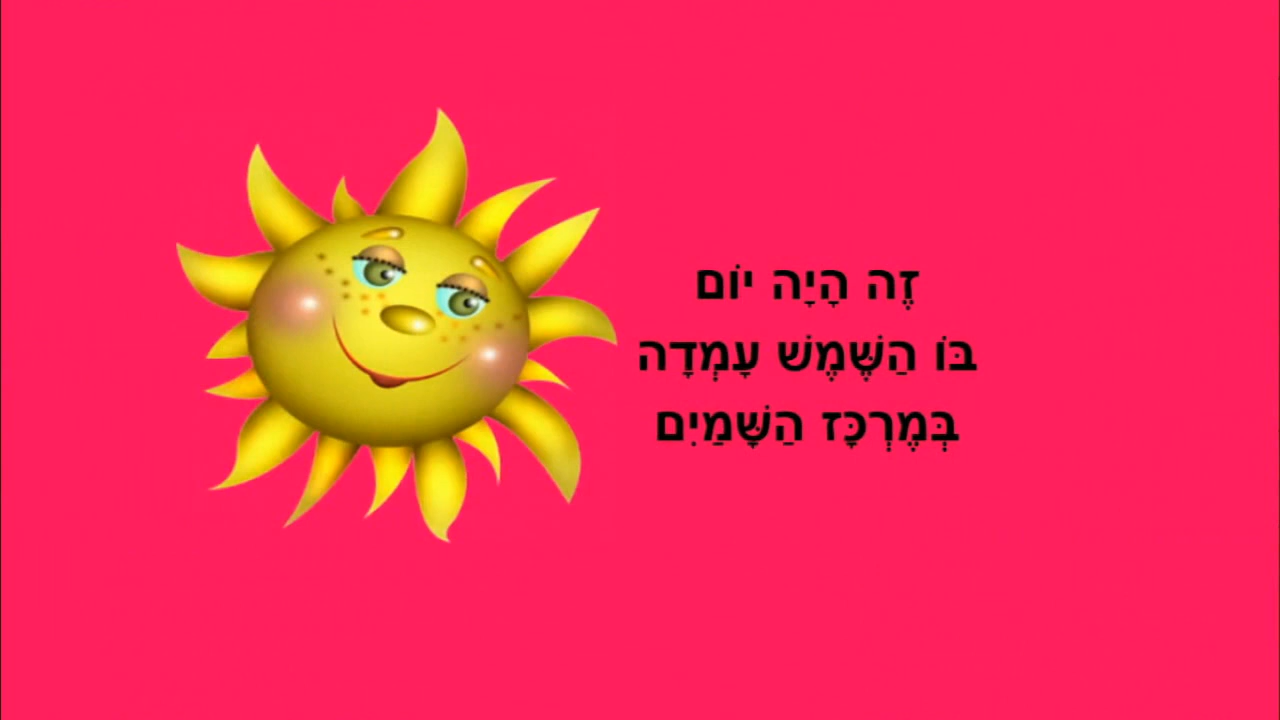 זֶה הָיָה יוֹם
בּוֹ הַשֶּׁמֶשׁ עָמְדָה
בְּמֶרְכָּז הַשָּׁמַיִם